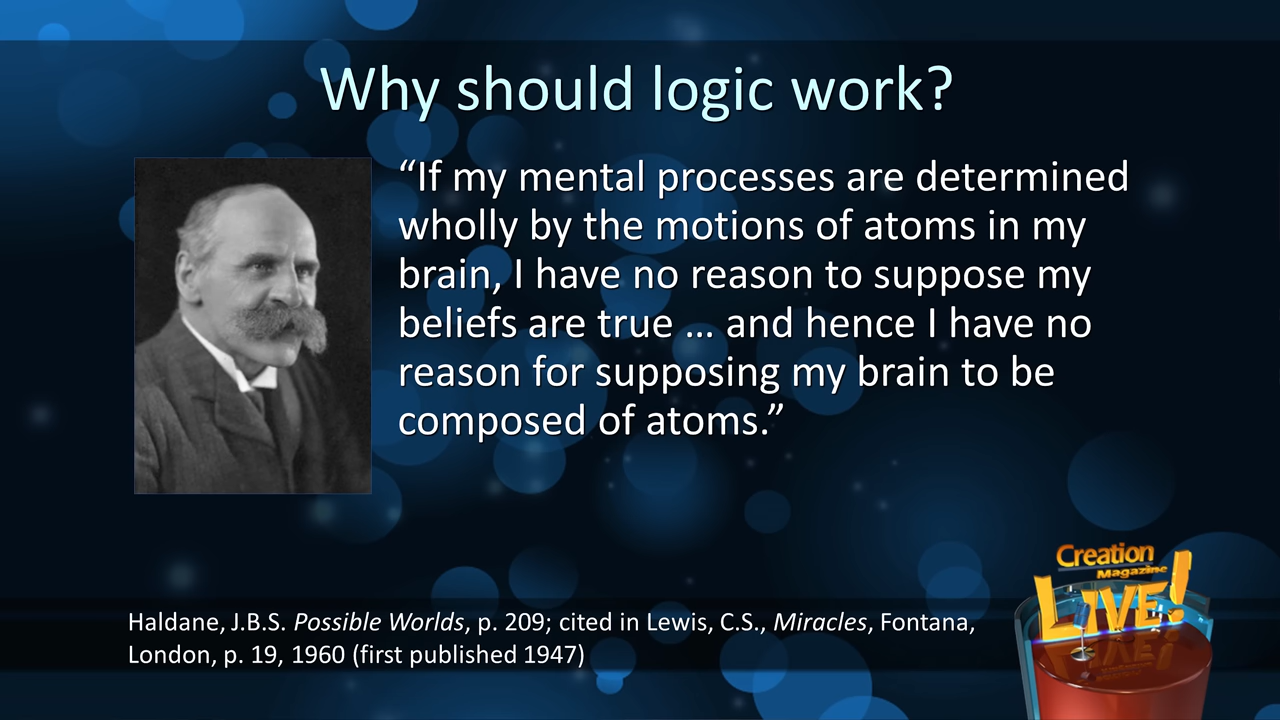 Why should logic work?
“If my mental processes are determined
wholly by the motions of atoms in my
brain, I have no reason to suppose my
beliefs are true … and hence I have no
reason for supposing my brain to be
composed of atoms.”
Haldane, J.B.S. Possible Worlds, p. 209; cited in Lewis, C.S., Miracles, Fontana,
London, p. 19, 1960 (first published 1947)
Creation
Magazine
LIVE!